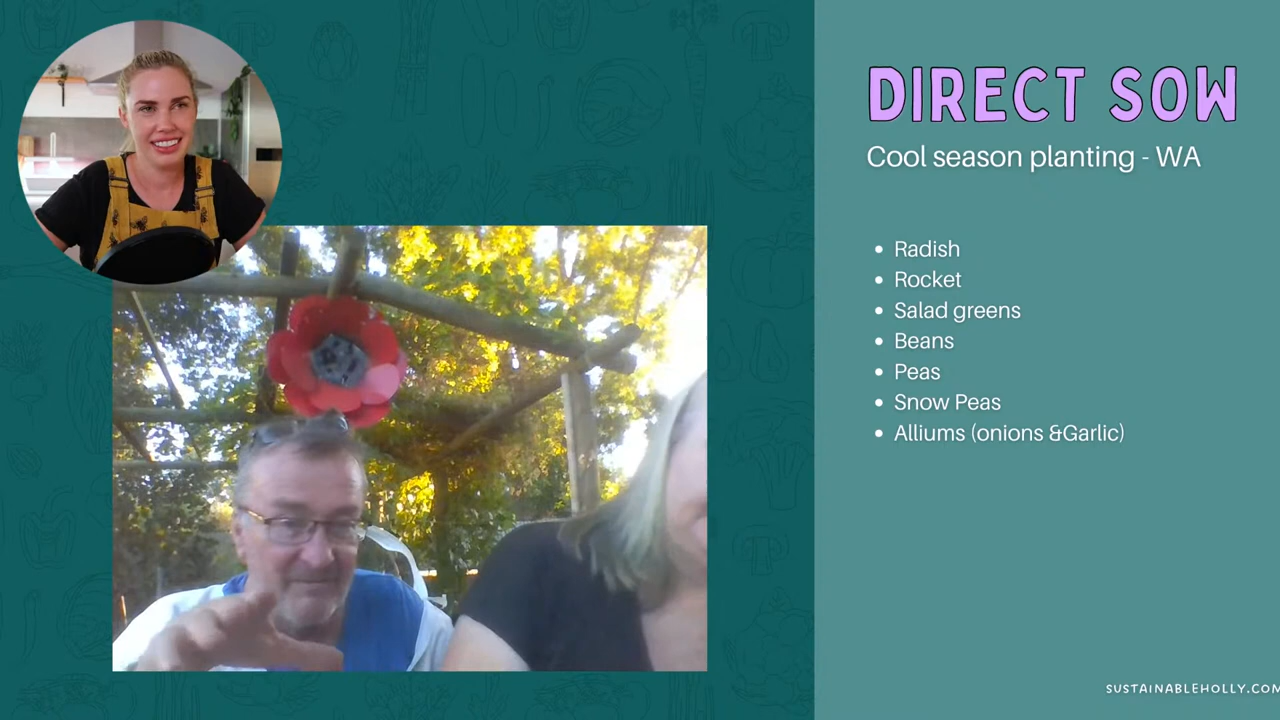 DIRECT SOW
Cool season planting - WA
• Radish
• Rocket
• Salad greens
• Beans
• Peas
• Snow Peas
• Alliums (onions &Garlic)
SUSTAINABLEHOLLY.COM